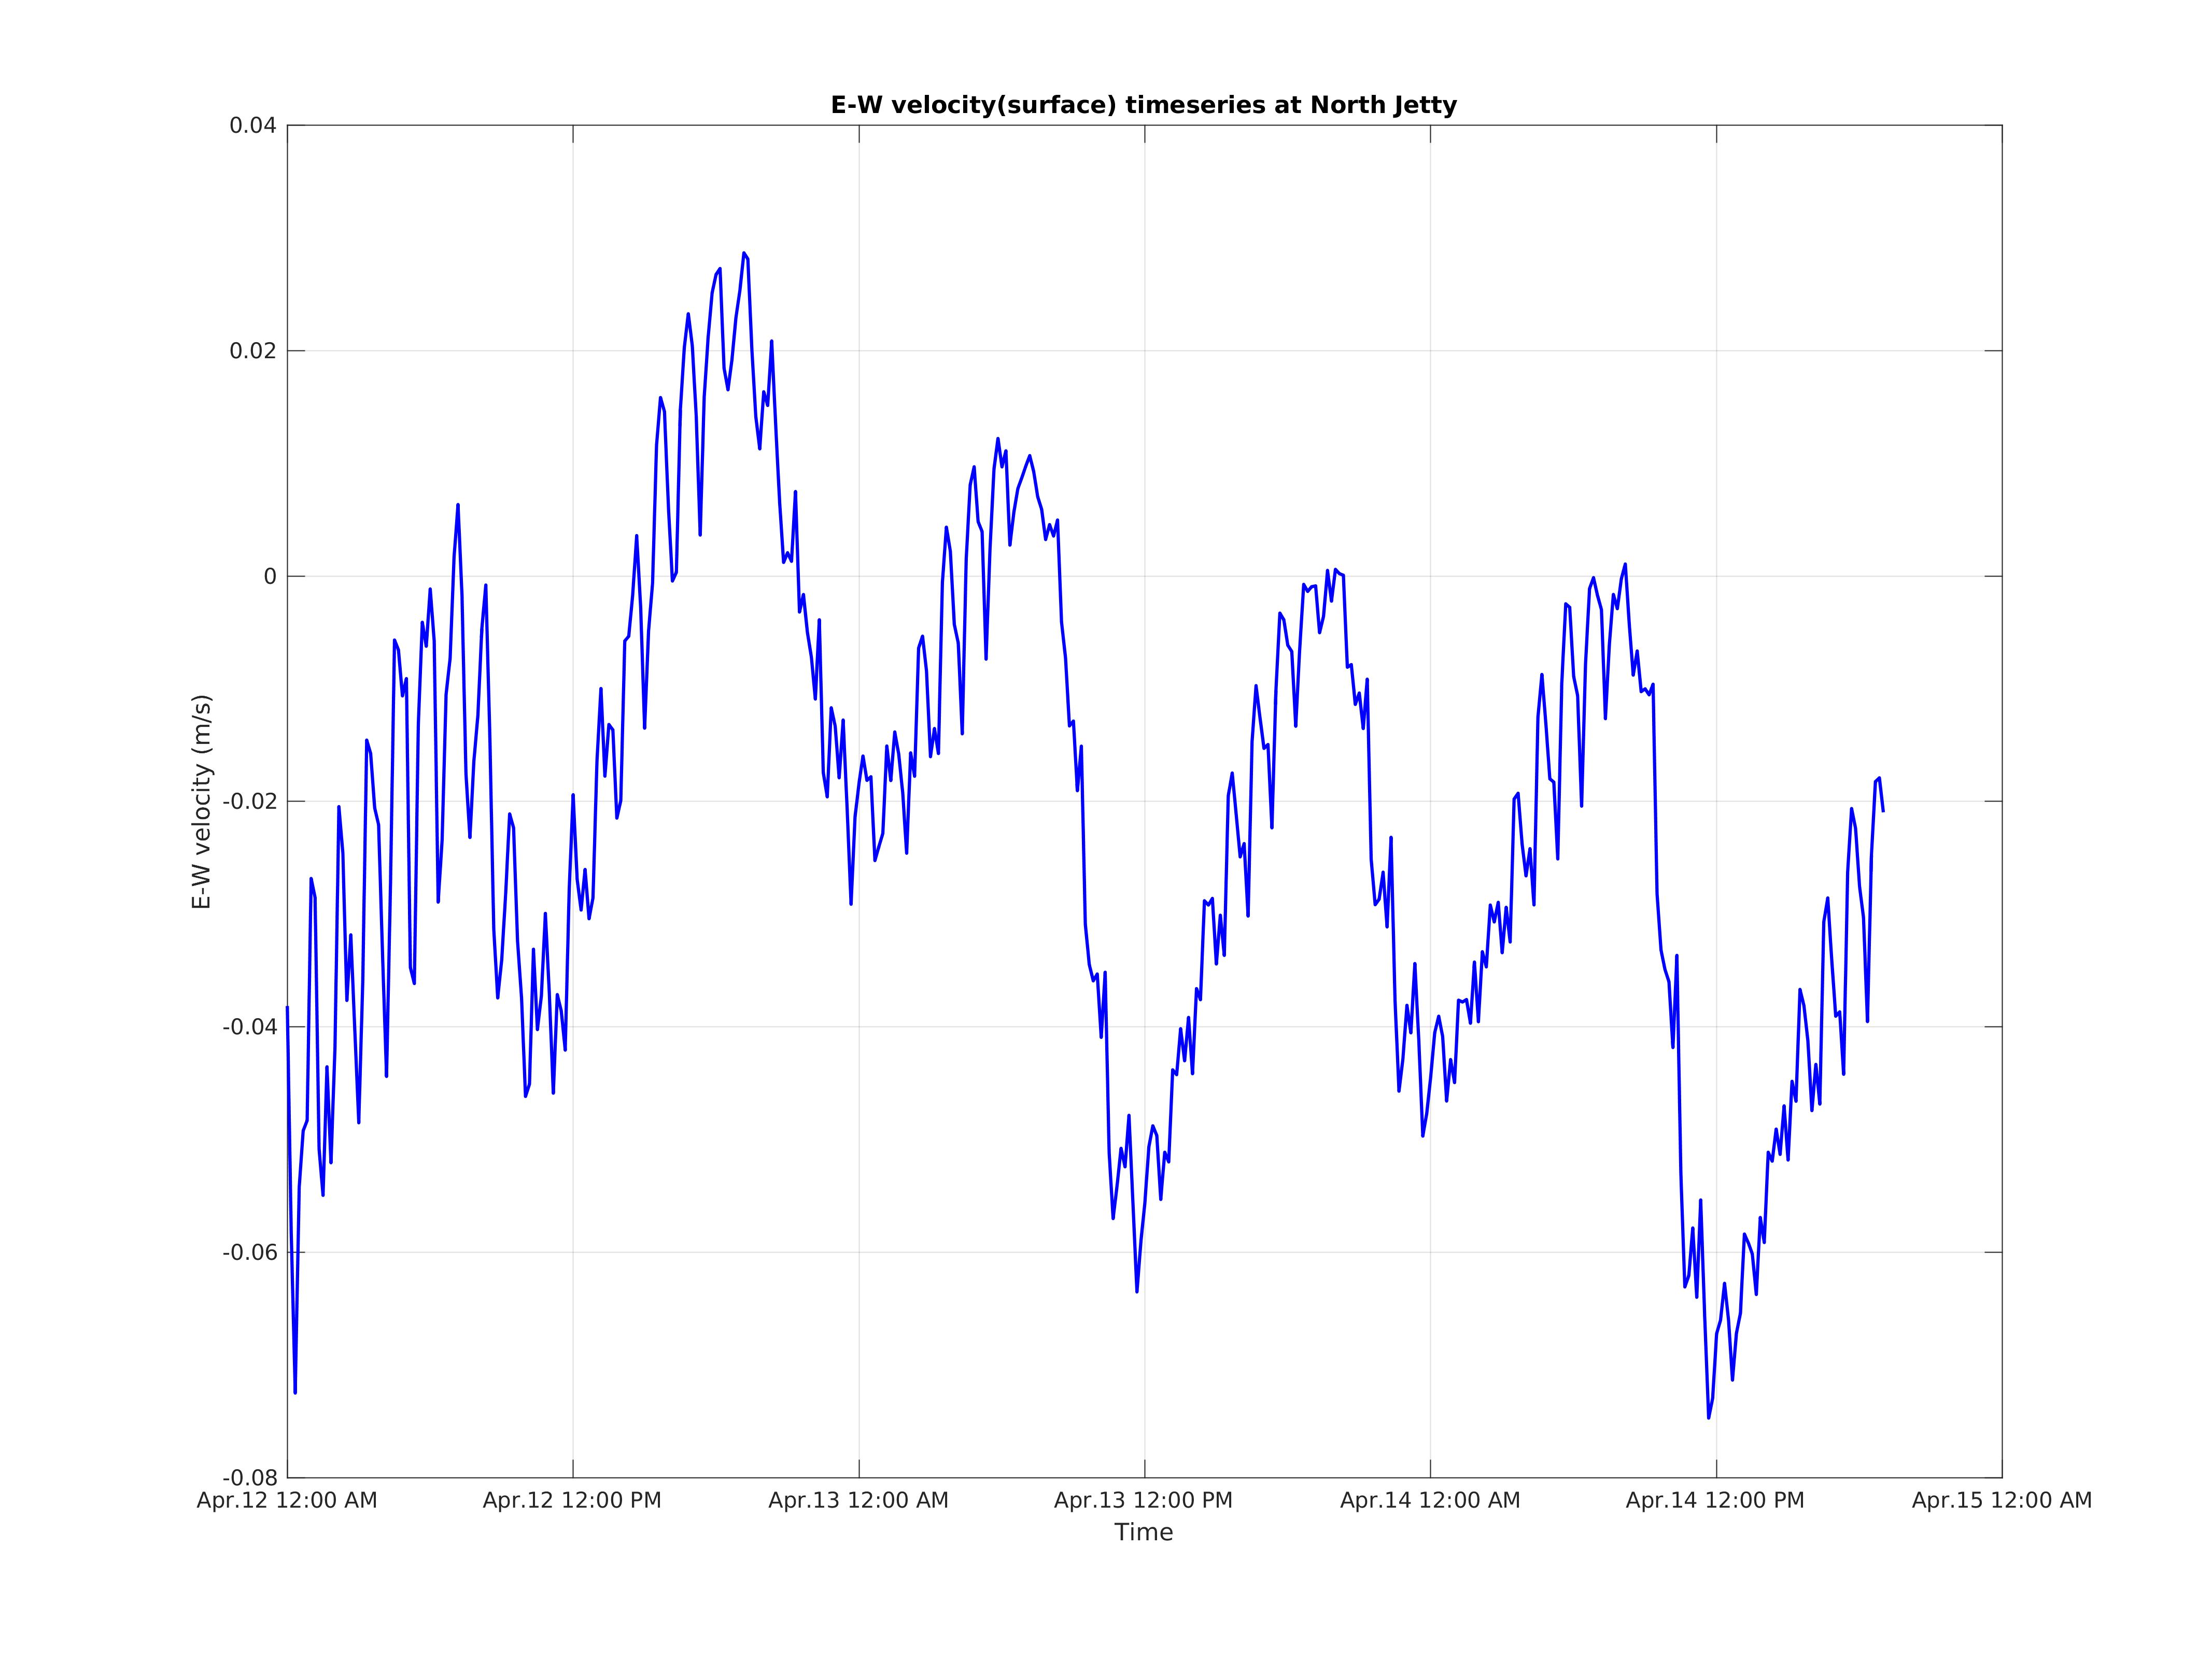 E-W velocity(surface) timeseries at North Jetty
0.04
0.02
0
-0.02
-0.04
-0.06
-0.08
E-W velocity (m/s)
Apr.12 12:00 AM
Apr.12 12:00 PM
Apr.13 12:00 AM
Apr.13 12:00 PM
Apr.14 12:00 AM
Apr.14 12:00 PM
Apr.15 12:00 AM
Time